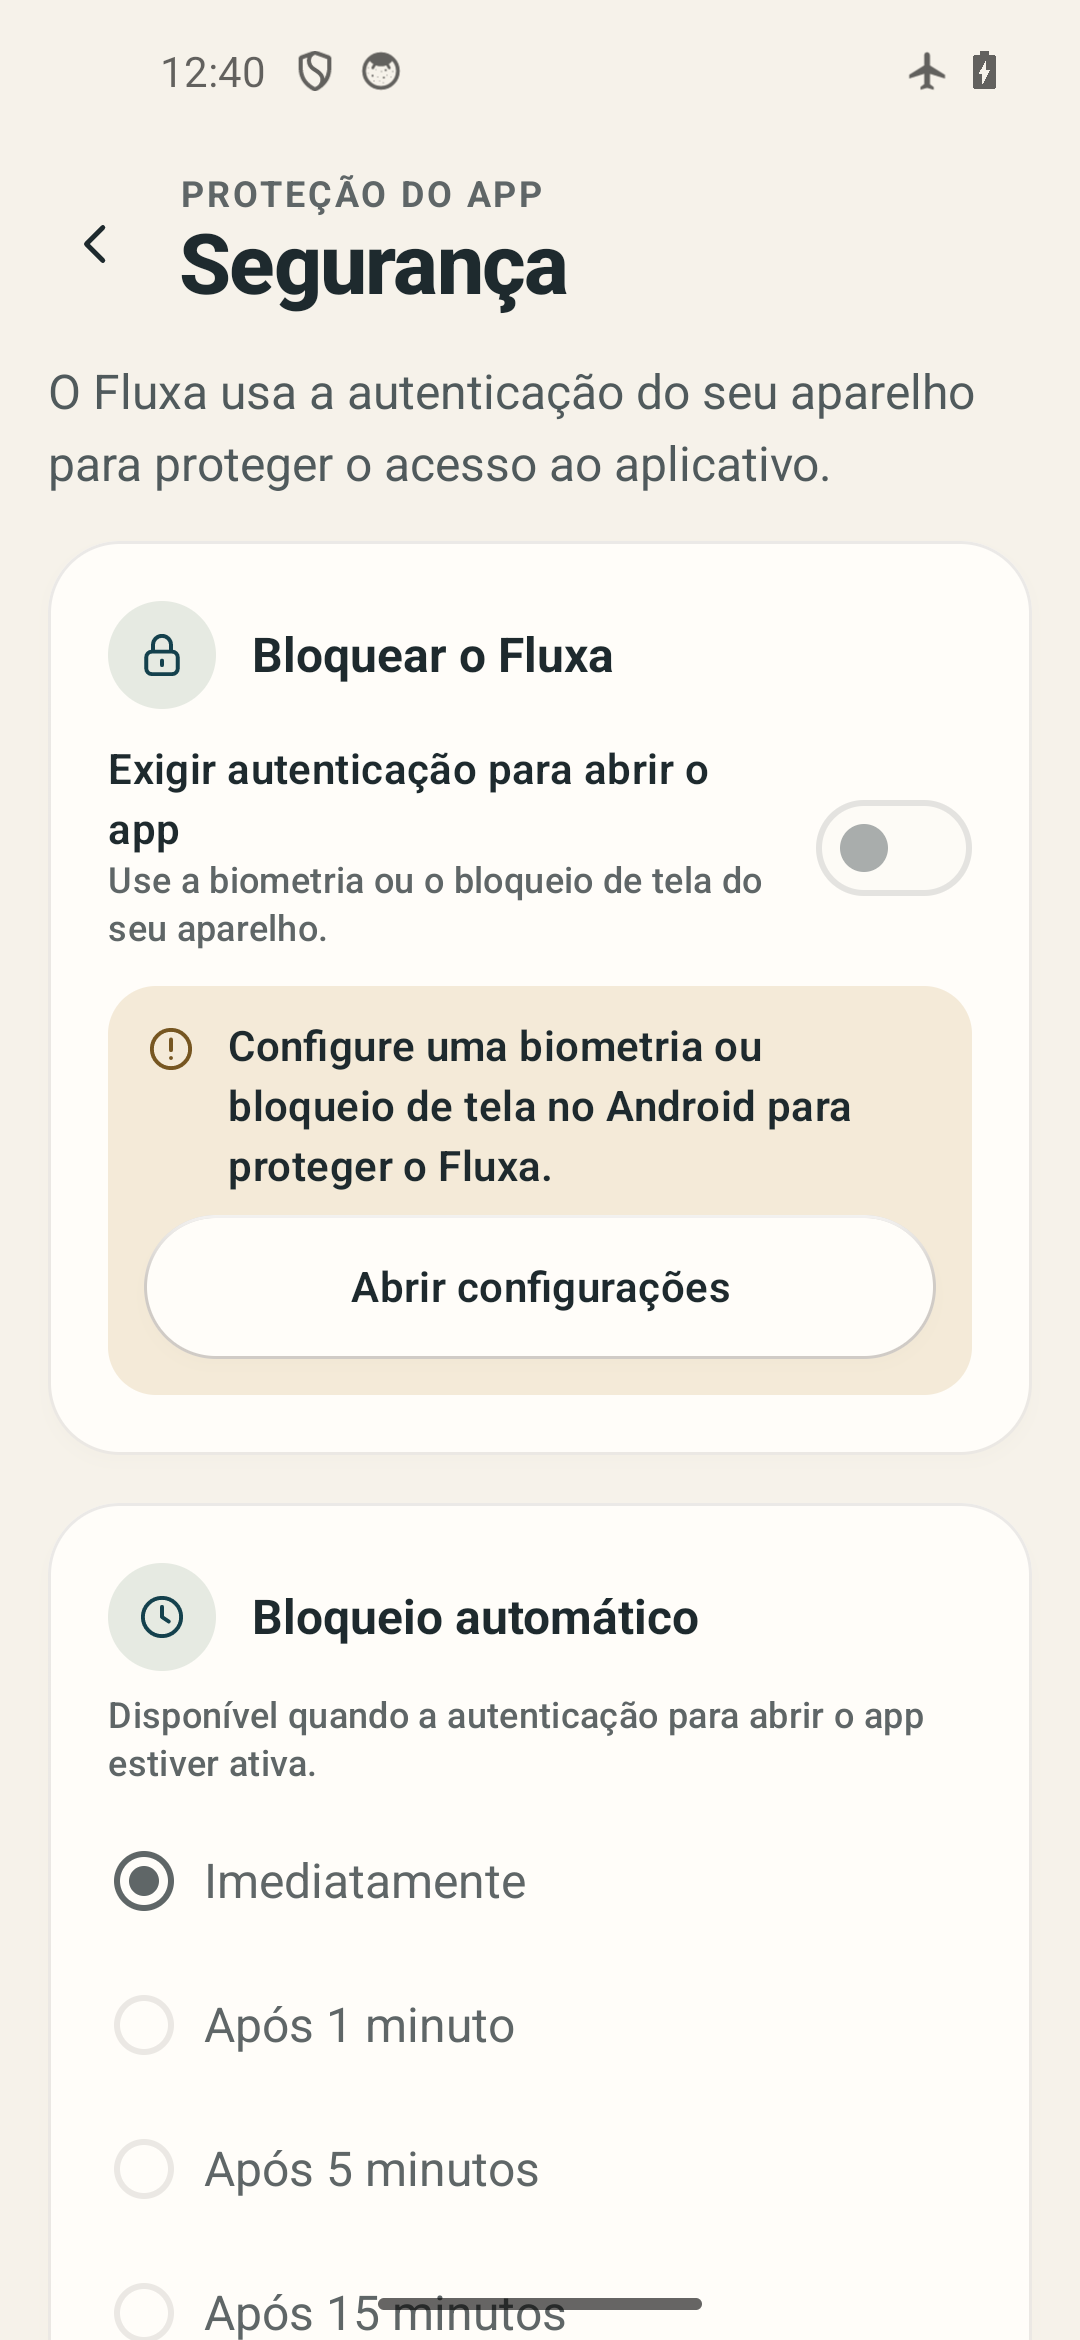 12:40
PROTEÇÃO DO APP
Segurança
O Fluxa usa a autenticação do seu aparelho
para proteger o acesso ao aplicativo.
Bloquear o Fluxa
Exigir autenticação para abrir o
app
Use a biometria ou o bloqueio de tela do
seu aparelho.
Configure uma biometria ou
bloqueio de tela no Android para
proteger o Fluxa.
Abrir configurações
Bloqueio automático
Disponível quando a autenticação para abrir o app
estiver ativa.
Imediatamente
Após 1 minuto
Após 5 minutos
Após 15 minutos